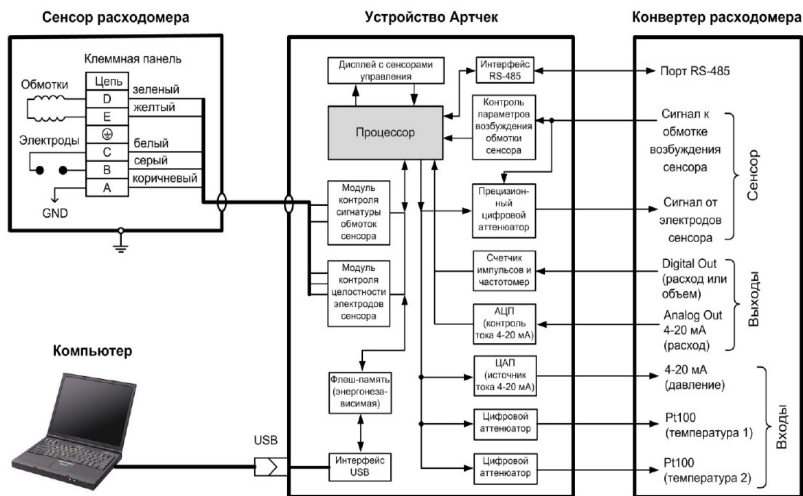 Сенсор расходомера
Устройство Артчек
Конвертер расходомера
Клеммная панель
Обмотки
Электроды
Цепь
D
E
C
B
A
зеленый
желтый
белый
серый
коричневый
GND
Компьютер
USB
Дисплей с сенсорами
управления
Процессор
Интерфейс
RS-485
Контроль
параметров
возбуждения
обмотки
сенсора
Модуль
контроля
сигнатуры
обмоток
сенсора
Прецизион-
ный
цифровой
аттенюатор
Модуль
контроля
целостности
электродов
сенсора
Счетчик
импульсов и
частотомер
АЦП
(контроль
тока 4-20 мА)
ЦАП
(источник
тока 4-20 мА)
Флеш-память
(энергонеза-
висимая)
Цифровой
аттенюатор
Интерфейс
USB
Цифровой
аттенюатор
Порт RS-485
Сигнал к
обмотке
возбуждения
сенсора
Сигнал от
электродов
сенсора
Сенсор
Digital Out
(расход или
объем)
Analog Out
4-20 мА
(расход)
Выходы
4-20 мА
(давление)
Pt100
(температура 1)
Pt100
(температура 2)
Входы